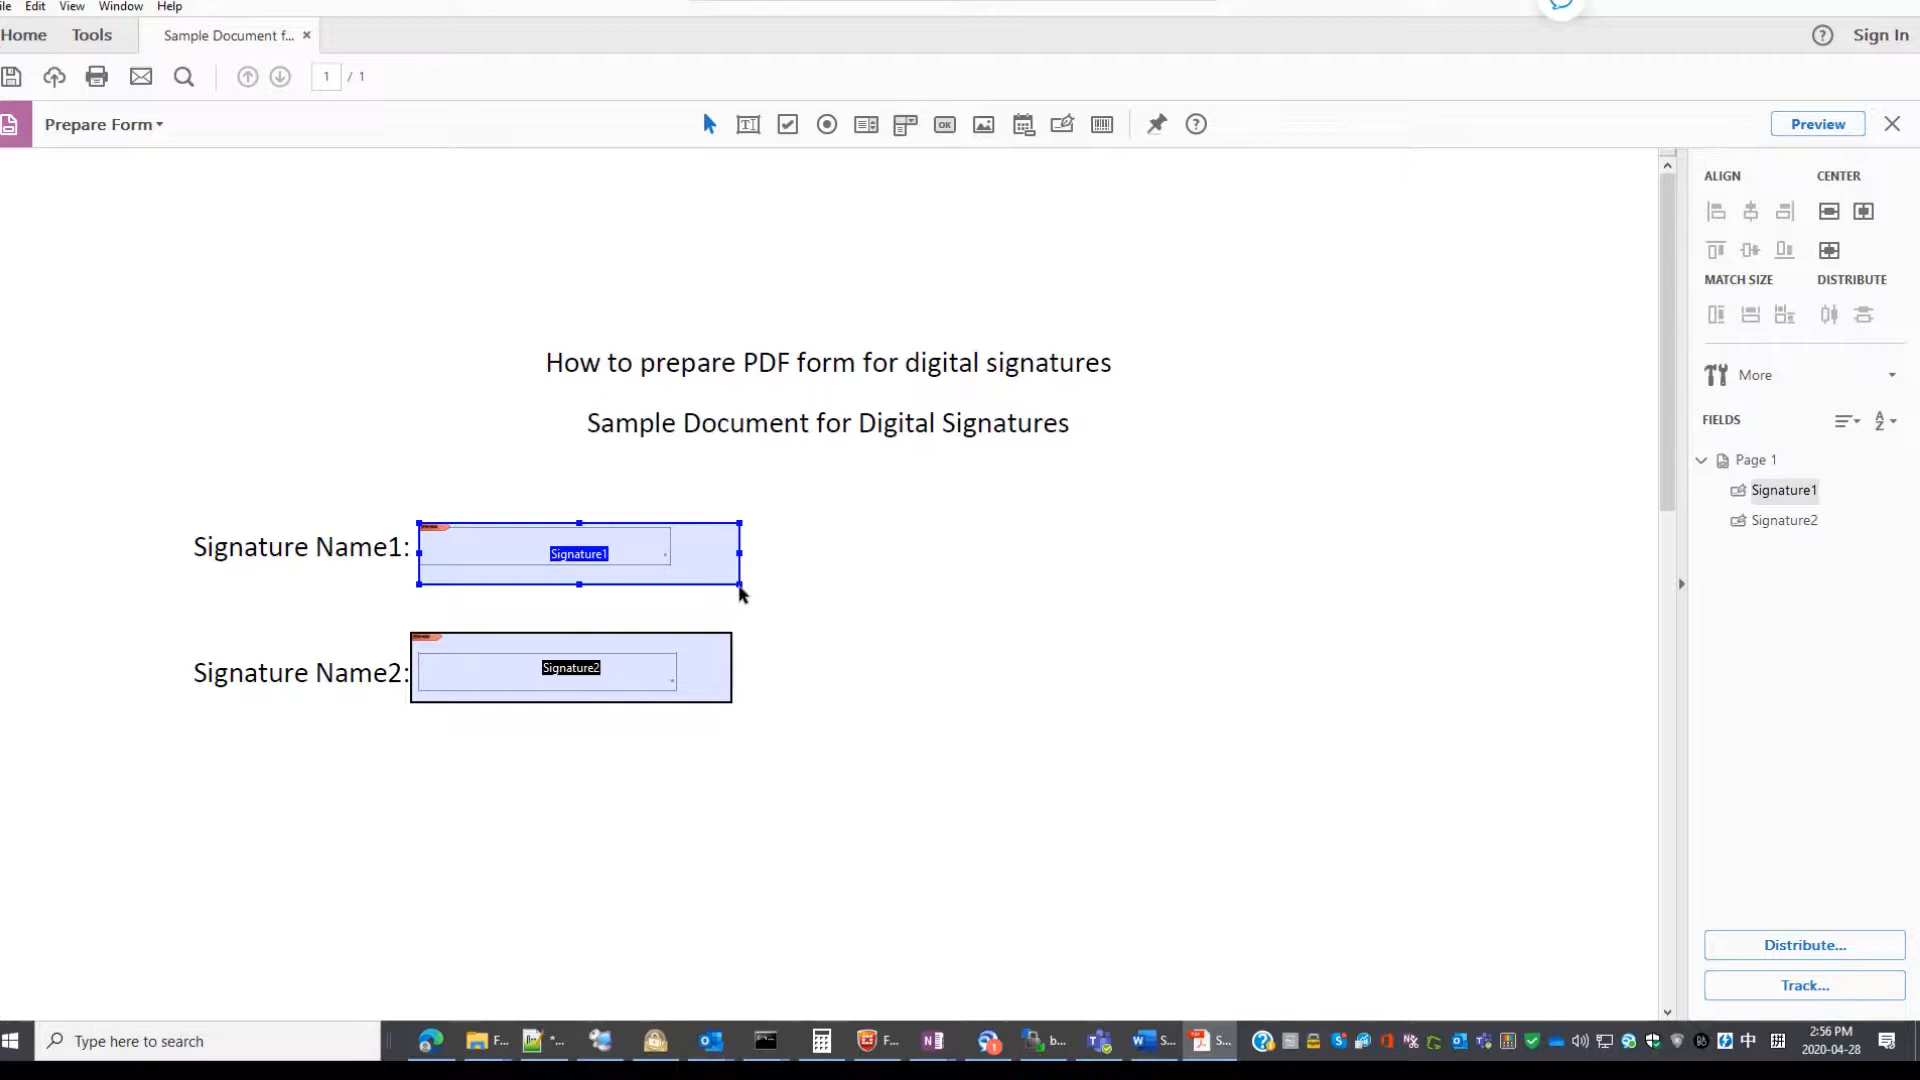 ile Edit View Window Help
Home Tools Sample Document f... × Sign In
1 / 1
Prepare Form Preview
ALIGN CENTER
MATCH SIZE DISTRIBUTE
How to prepare PDF form for digital signatures
More
Sample Document for Digital Signatures
FIELDS
Page 1
Signature1
Signature2
Signature Name1: Signature1
Signature Name2: Signature2
Distribute...
Track...
Type here to search F... *... F... b... S... S... 中 拼 2:56 PM
2020-04-28